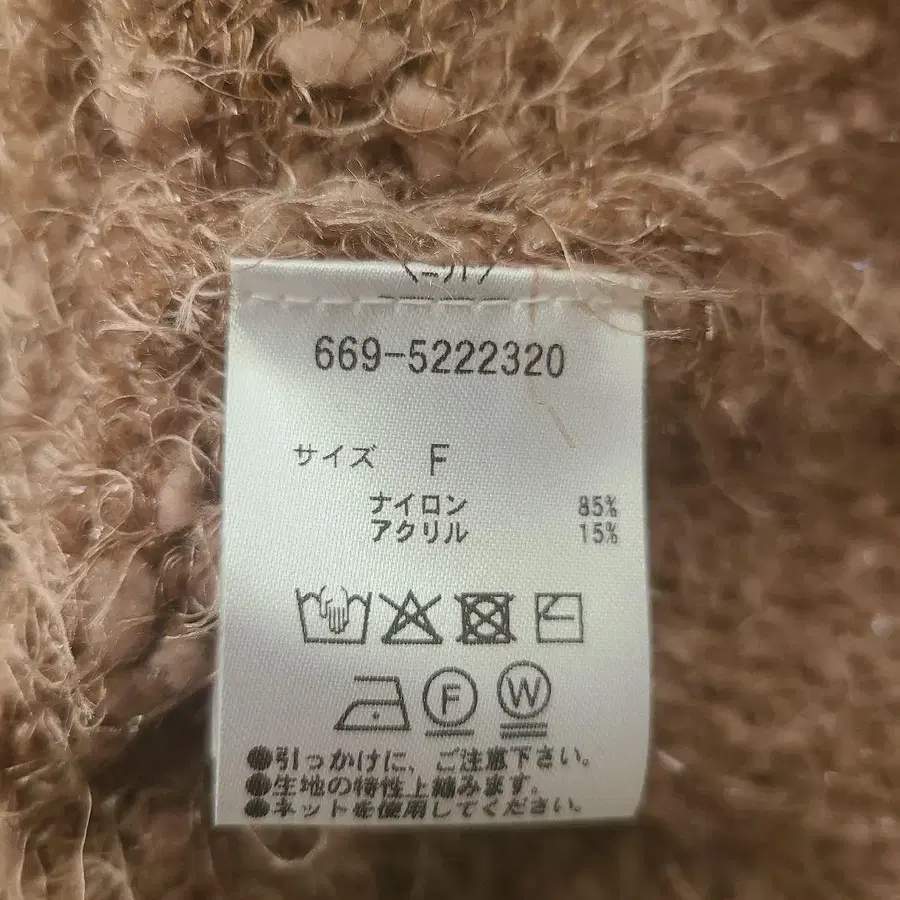 669-5222320
サイズ F
ナイロン 85%
アクリル 15%
F W
●引っかけに、ご注意下さい。
●生地の特性上縮みます。
●ネットを使用してください。